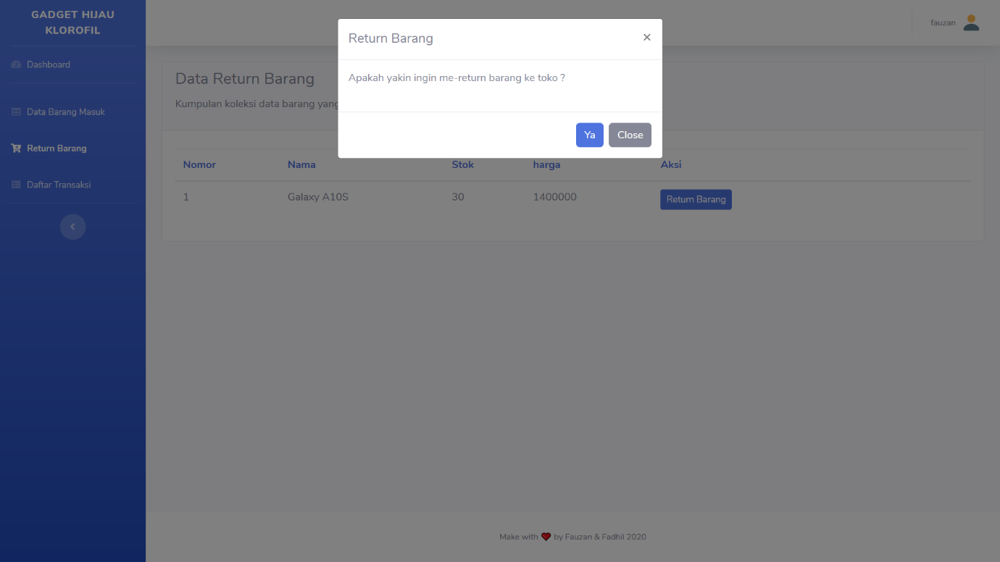 GADGET HIJAU
KLOROFIL
Dashboard
Data Barang Masuk
Return Barang
Daftar Transaksi
fauzan
Return Barang
×
Apakah yakin ingin me-return barang ke toko ?
Ya
Close
Data Return Barang
Kumpulan koleksi data barang yang
Nomor Nama Stok harga Aksi
1 Galaxy A10S 30 1400000 Return Barang
Make with ❤ by Fauzan & Fadhil 2020